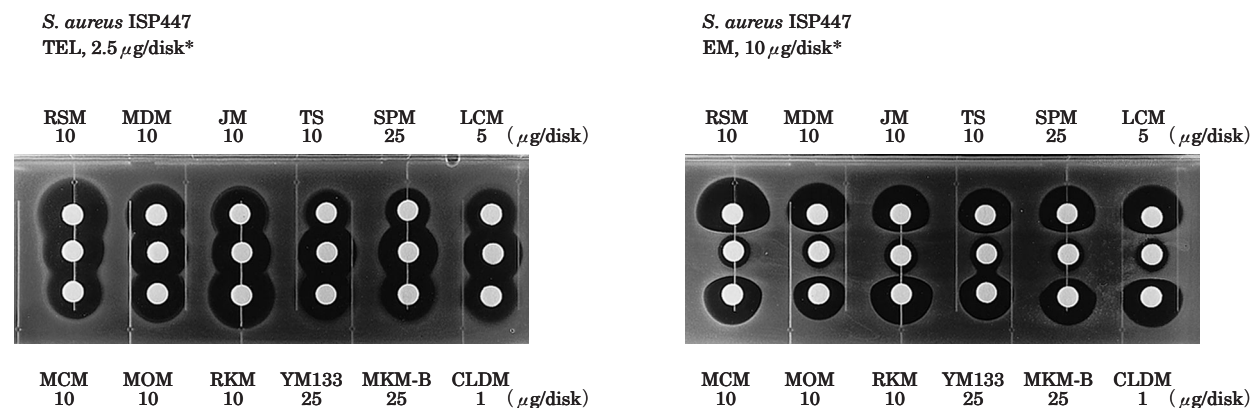 S. aureus ISP447
TEL, 2.5 μg/disk*
RSM MDM JM TS SPM LCM
10 10 10 10 25 5 (μg/disk)
MCM MOM RKM YM133 MKM-B CLDM
10 10 10 25 25 1 (μg/disk)
S. aureus ISP447
EM, 10 μg/disk*
RSM MDM JM TS SPM LCM
10 10 10 10 25 5 (μg/disk)
MCM MOM RKM YM133 MKM-B CLDM
10 10 10 25 25 1 (μg/disk)